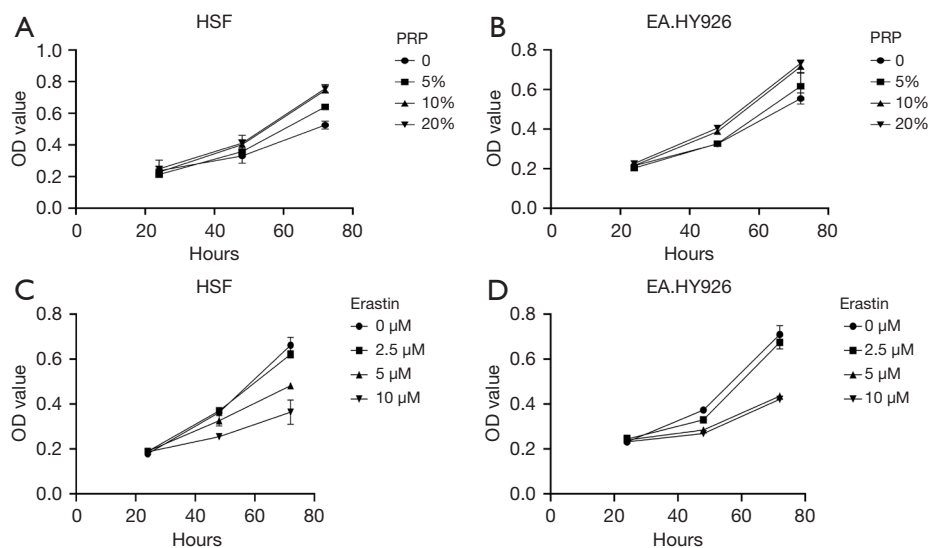 A
HSF
OD value
1.0
0.8
0.6
0.4
0.2
0.0
0 20 40 60 80
Hours
PRP
0
5%
10%
20%
B
EA.HY926
OD value
0.8
0.6
0.4
0.2
0.0
0 20 40 60 80
Hours
PRP
0
5%
10%
20%
C
HSF
OD value
0.8
0.6
0.4
0.2
0.0
0 20 40 60 80
Hours
Erastin
0 μM
2.5 μM
5 μM
10 μM
D
EA.HY926
OD value
0.8
0.6
0.4
0.2
0.0
0 20 40 60 80
Hours
Erastin
0 μM
2.5 μM
5 μM
10 μM